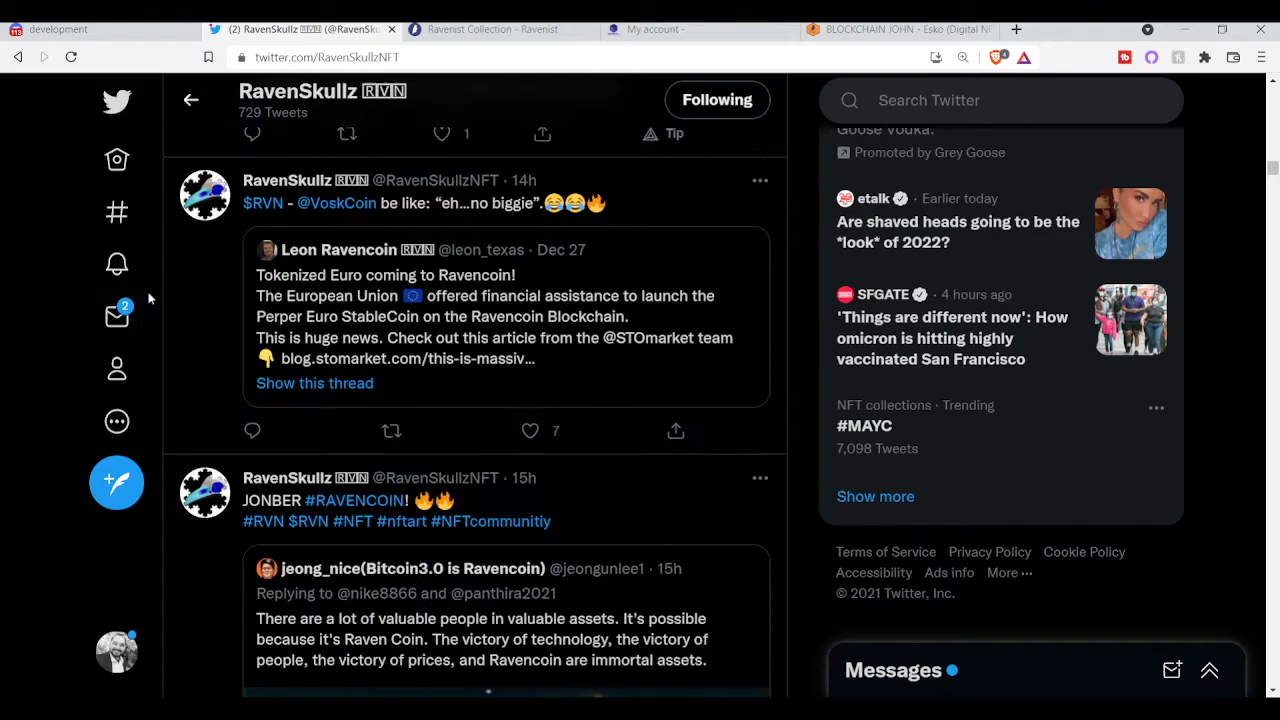 113
development
(2) RavenSkullz 🅁🅅🄽 (@RavenSku
Ravenist Collection - Ravenist
My account -
BLOCKCHAIN JOHN - Esko (Digital NF
twitter.com/RavenSkullzNFT
4
RavenSkullz 🅁🅅🄽
729 Tweets
Following
Search Twitter
1
Tip
Goose Vodka.
Promoted by Grey Goose
RavenSkullz 🅁🅅🄽 @RavenSkullzNFT · 14h
$RVN - @VoskCoin be like: “eh...no biggie”.😂😂🔥
Leon Ravencoin 🅁🅅🄽 @leon_texas · Dec 27
Tokenized Euro coming to Ravencoin!
The European Union 🇪🇺 offered financial assistance to launch the
Perper Euro StableCoin on the Ravencoin Blockchain.
This is huge news. Check out this article from the @STOmarket team
👇 blog.stomarket.com/this-is-massiv...
Show this thread
7
RavenSkullz 🅁🅅🄽 @RavenSkullzNFT · 15h
JONBER #RAVENCOIN! 🔥🔥
#RVN $RVN #NFT #nftart #NFTcommunitiy
jeong_nice(Bitcoin3.0 is Ravencoin) @jeongunlee1 · 15h
Replying to @nike8866 and @panthira2021
There are a lot of valuable people in valuable assets. It's possible
because it's Raven Coin. The victory of technology, the victory of
people, the victory of prices, and Ravencoin are immortal assets.
2
etalk · Earlier today
Are shaved heads going to be the
*look* of 2022?
SFGATE · 4 hours ago
'Things are different now': How
omicron is hitting highly
vaccinated San Francisco
NFT collections · Trending
#MAYC
7,098 Tweets
Show more
Terms of Service Privacy Policy Cookie Policy
Accessibility Ads info More ···
© 2021 Twitter, Inc.
Messages